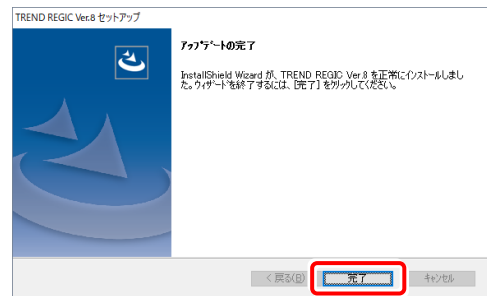 TREND REGIC Ver.8 セットアップ
ｱｯﾌﾟﾃﾞｰﾄの完了
InstallShield Wizard が、TREND REGIC Ver.8 を正常にｲﾝｽﾄｰﾙしまし
た。ｳｨｻﾞｰﾄﾞを終了するには、[完了] をｸﾘｯｸしてください。
< 戻る(B)
完了
ｷｬﾝｾﾙ